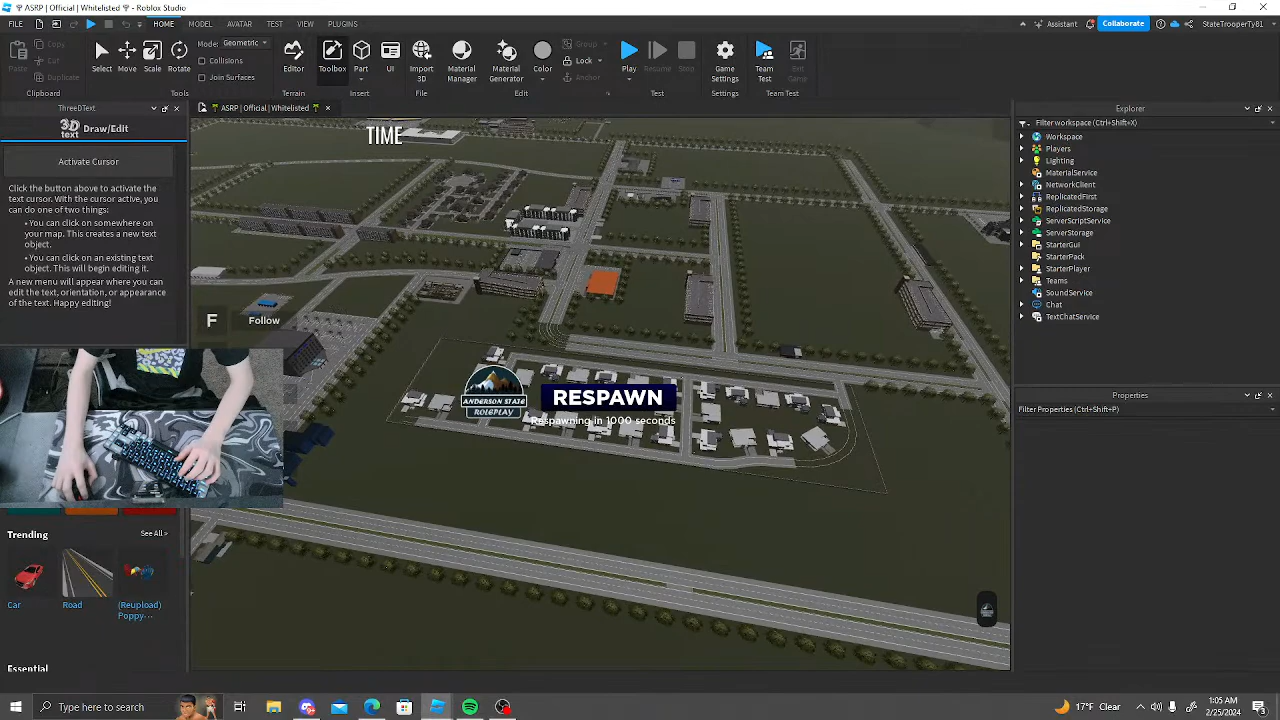 ASRP | Official | Whitelisted - Roblox Studio
FILE
HOME
MODEL
AVATAR
TEST
VIEW
PLUGINS
Assistant
Collaborate
StateTrooperTy81
Paste
Copy
Cut
Duplicate
Clipboard
Select
Move
Scale
Rotate
Mode: Geometric
Collisions
Join Surfaces
Tools
Editor
Terrain
Toolbox
Part
UI
Insert
Import
3D
File
Material
Manager
Material
Generator
Color
Group
Lock
Anchor
Edit
Play
Resume
Stop
Test
Game
Settings
Settings
Team
Test
Exit
Game
Team Test
ThreeDText
3D
text
Draw/Edit
Activate Cursor
Click the button above to activate the
text cursor. With the cursor active, you
can do one of two things:
• You can click on somewhere on
your map. This creates a new text
object.
• You can click on an existing text
object. This will begin editing it.
A new menu will appear where you can
edit the text, orientation, or appearance
of the text. Happy editing!
Trending
See All >
Car
Road
(Reupload)
Poppy-...
Essential
ASRP | Official | Whitelisted
TIME
F
Follow
ANDERSON STATE
ROLEPLAY
RESPAWN
Respawning in 1000 seconds
Explorer
Filter workspace (Ctrl+Shift+X)
Workspace
Players
Lighting
MaterialService
NetworkClient
ReplicatedFirst
ReplicatedStorage
ServerScriptService
ServerStorage
StarterGui
StarterPack
StarterPlayer
Teams
SoundService
Chat
TextChatService
Properties
Filter Properties (Ctrl+Shift+P)
Type here to search
17°F Clear
1:05 AM
2/25/2024